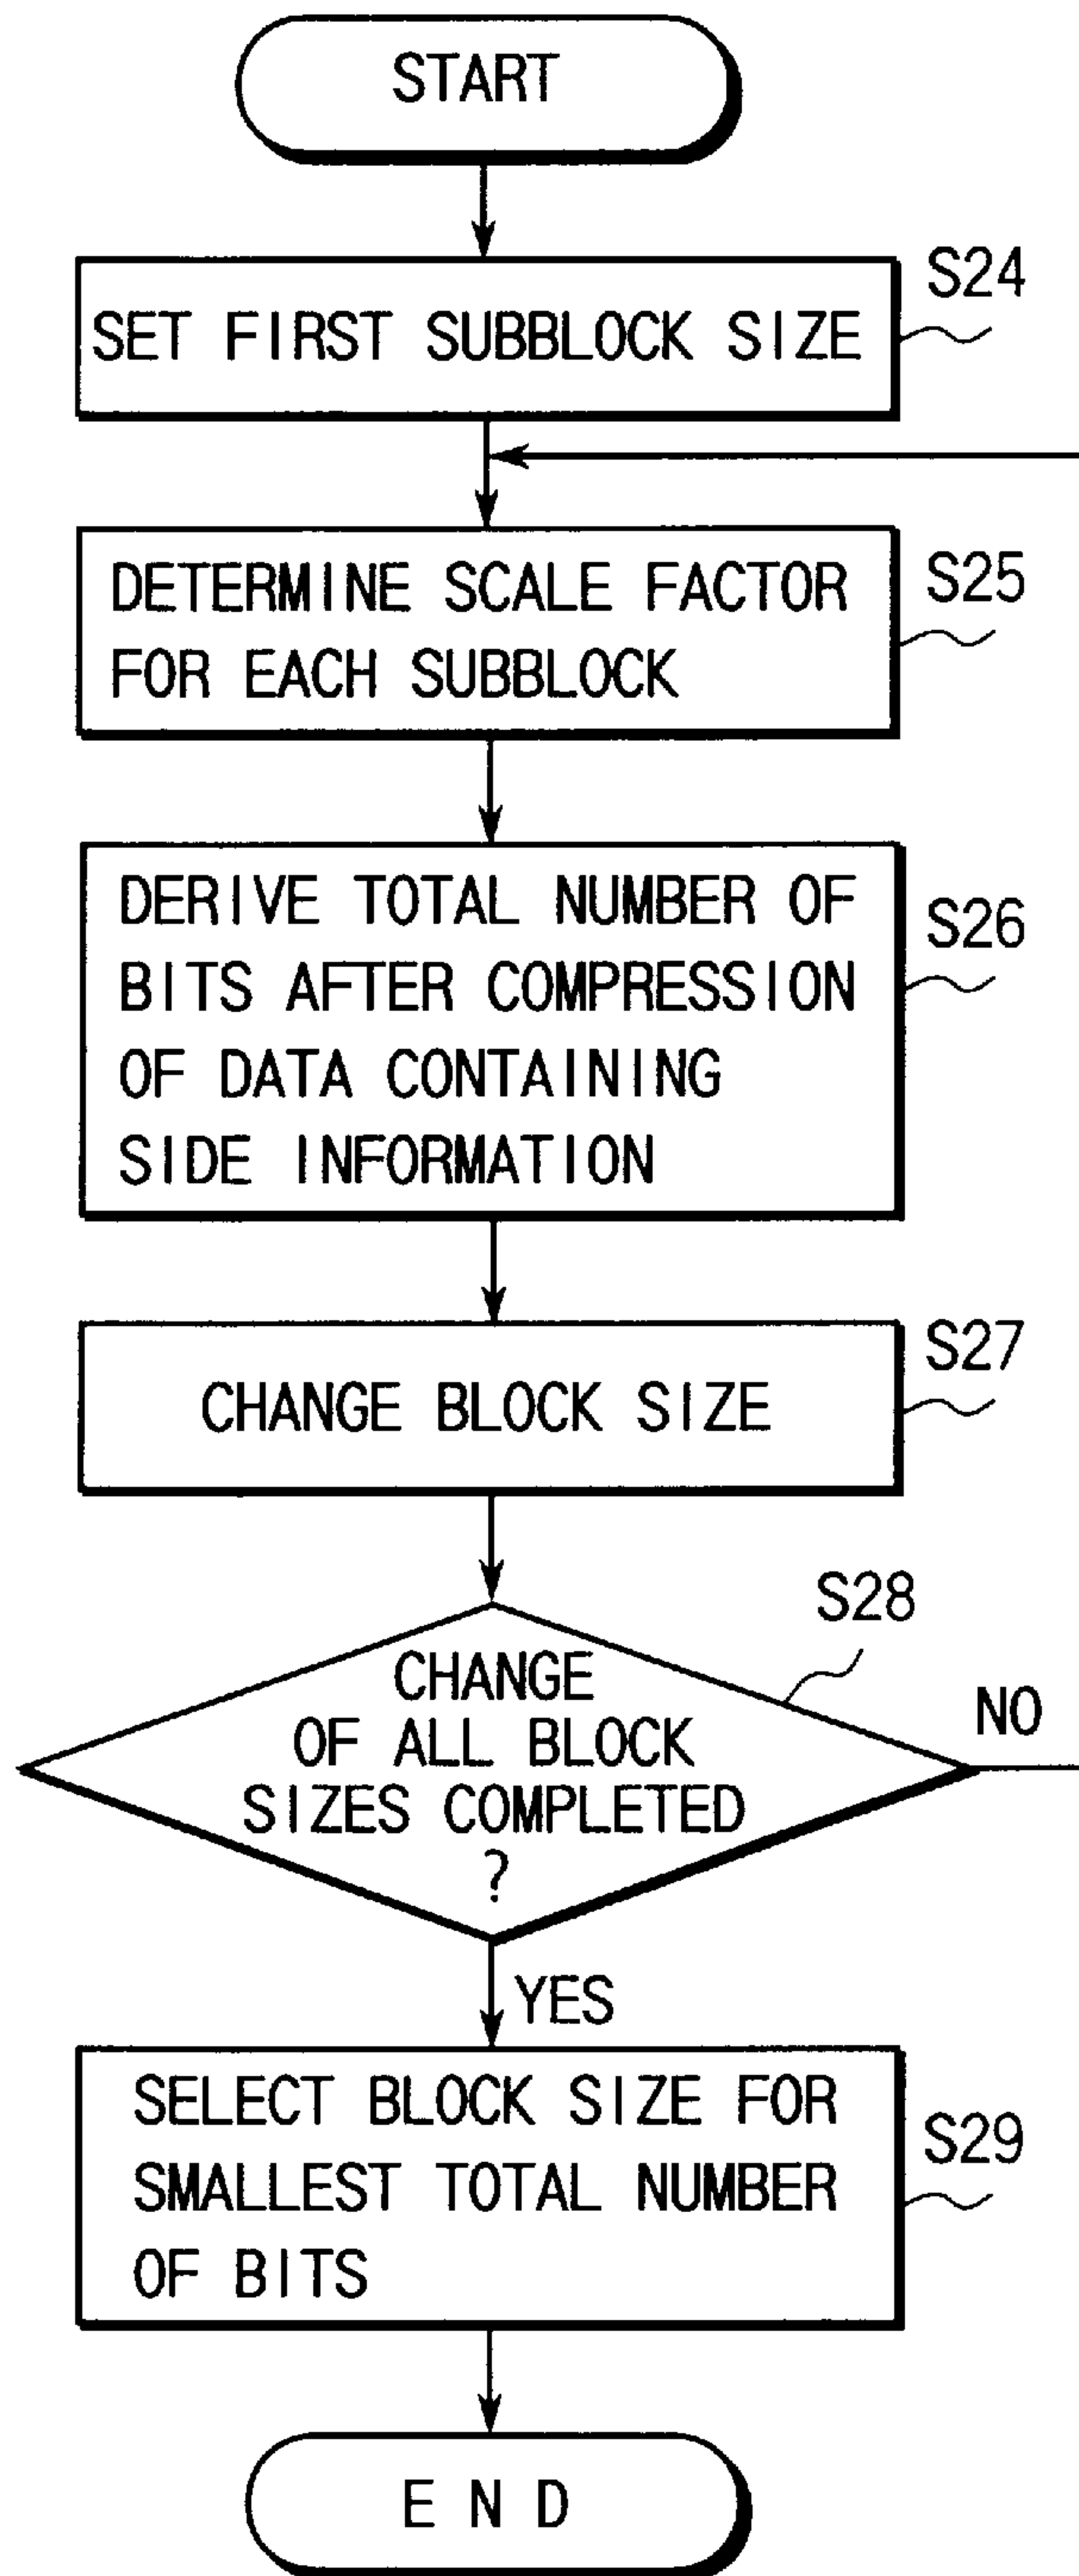 START
S24
SET FIRST SUBBLOCK SIZE
S25
DETERMINE SCALE FACTOR
FOR EACH SUBBLOCK
S26
DERIVE TOTAL NUMBER OF
BITS AFTER COMPRESSION
OF DATA CONTAINING
SIDE INFORMATION
S27
CHANGE BLOCK SIZE
S28
CHANGE
OF ALL BLOCK
SIZES COMPLETED
?
NO
YES
S29
SELECT BLOCK SIZE FOR
SMALLEST TOTAL NUMBER
OF BITS
END